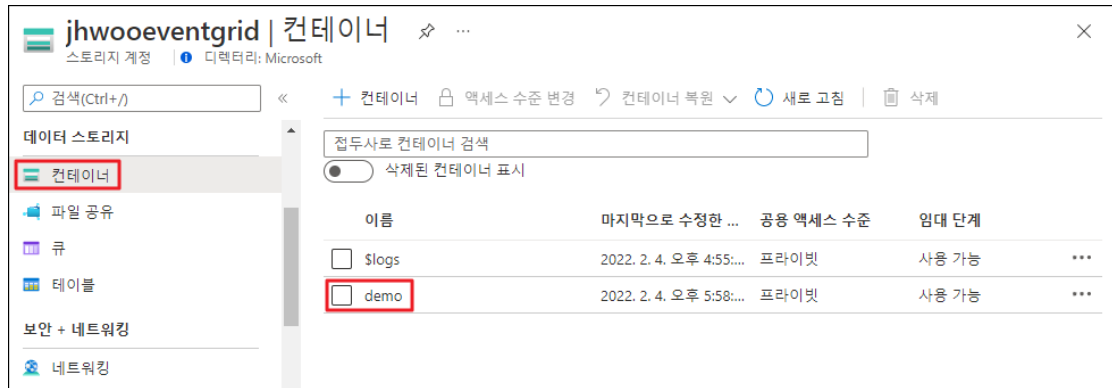 jhwooeventgrid | 컨테이너 ...
스토리지 계정 | 디렉터리: Microsoft
검색(Ctrl+/) «
+ 컨테이너 액세스 수준 변경 컨테이너 복원 새로 고침 삭제
데이터 스토리지
컨테이너
파일 공유
큐
테이블
보안 + 네트워킹
네트워킹
접두사로 컨테이너 검색
삭제된 컨테이너 표시
이름 마지막으로 수정한 ... 공용 액세스 수준 임대 단계
$logs 2022. 2. 4. 오후 4:55:... 프라이빗 사용 가능 ...
demo 2022. 2. 4. 오후 5:58:... 프라이빗 사용 가능 ...